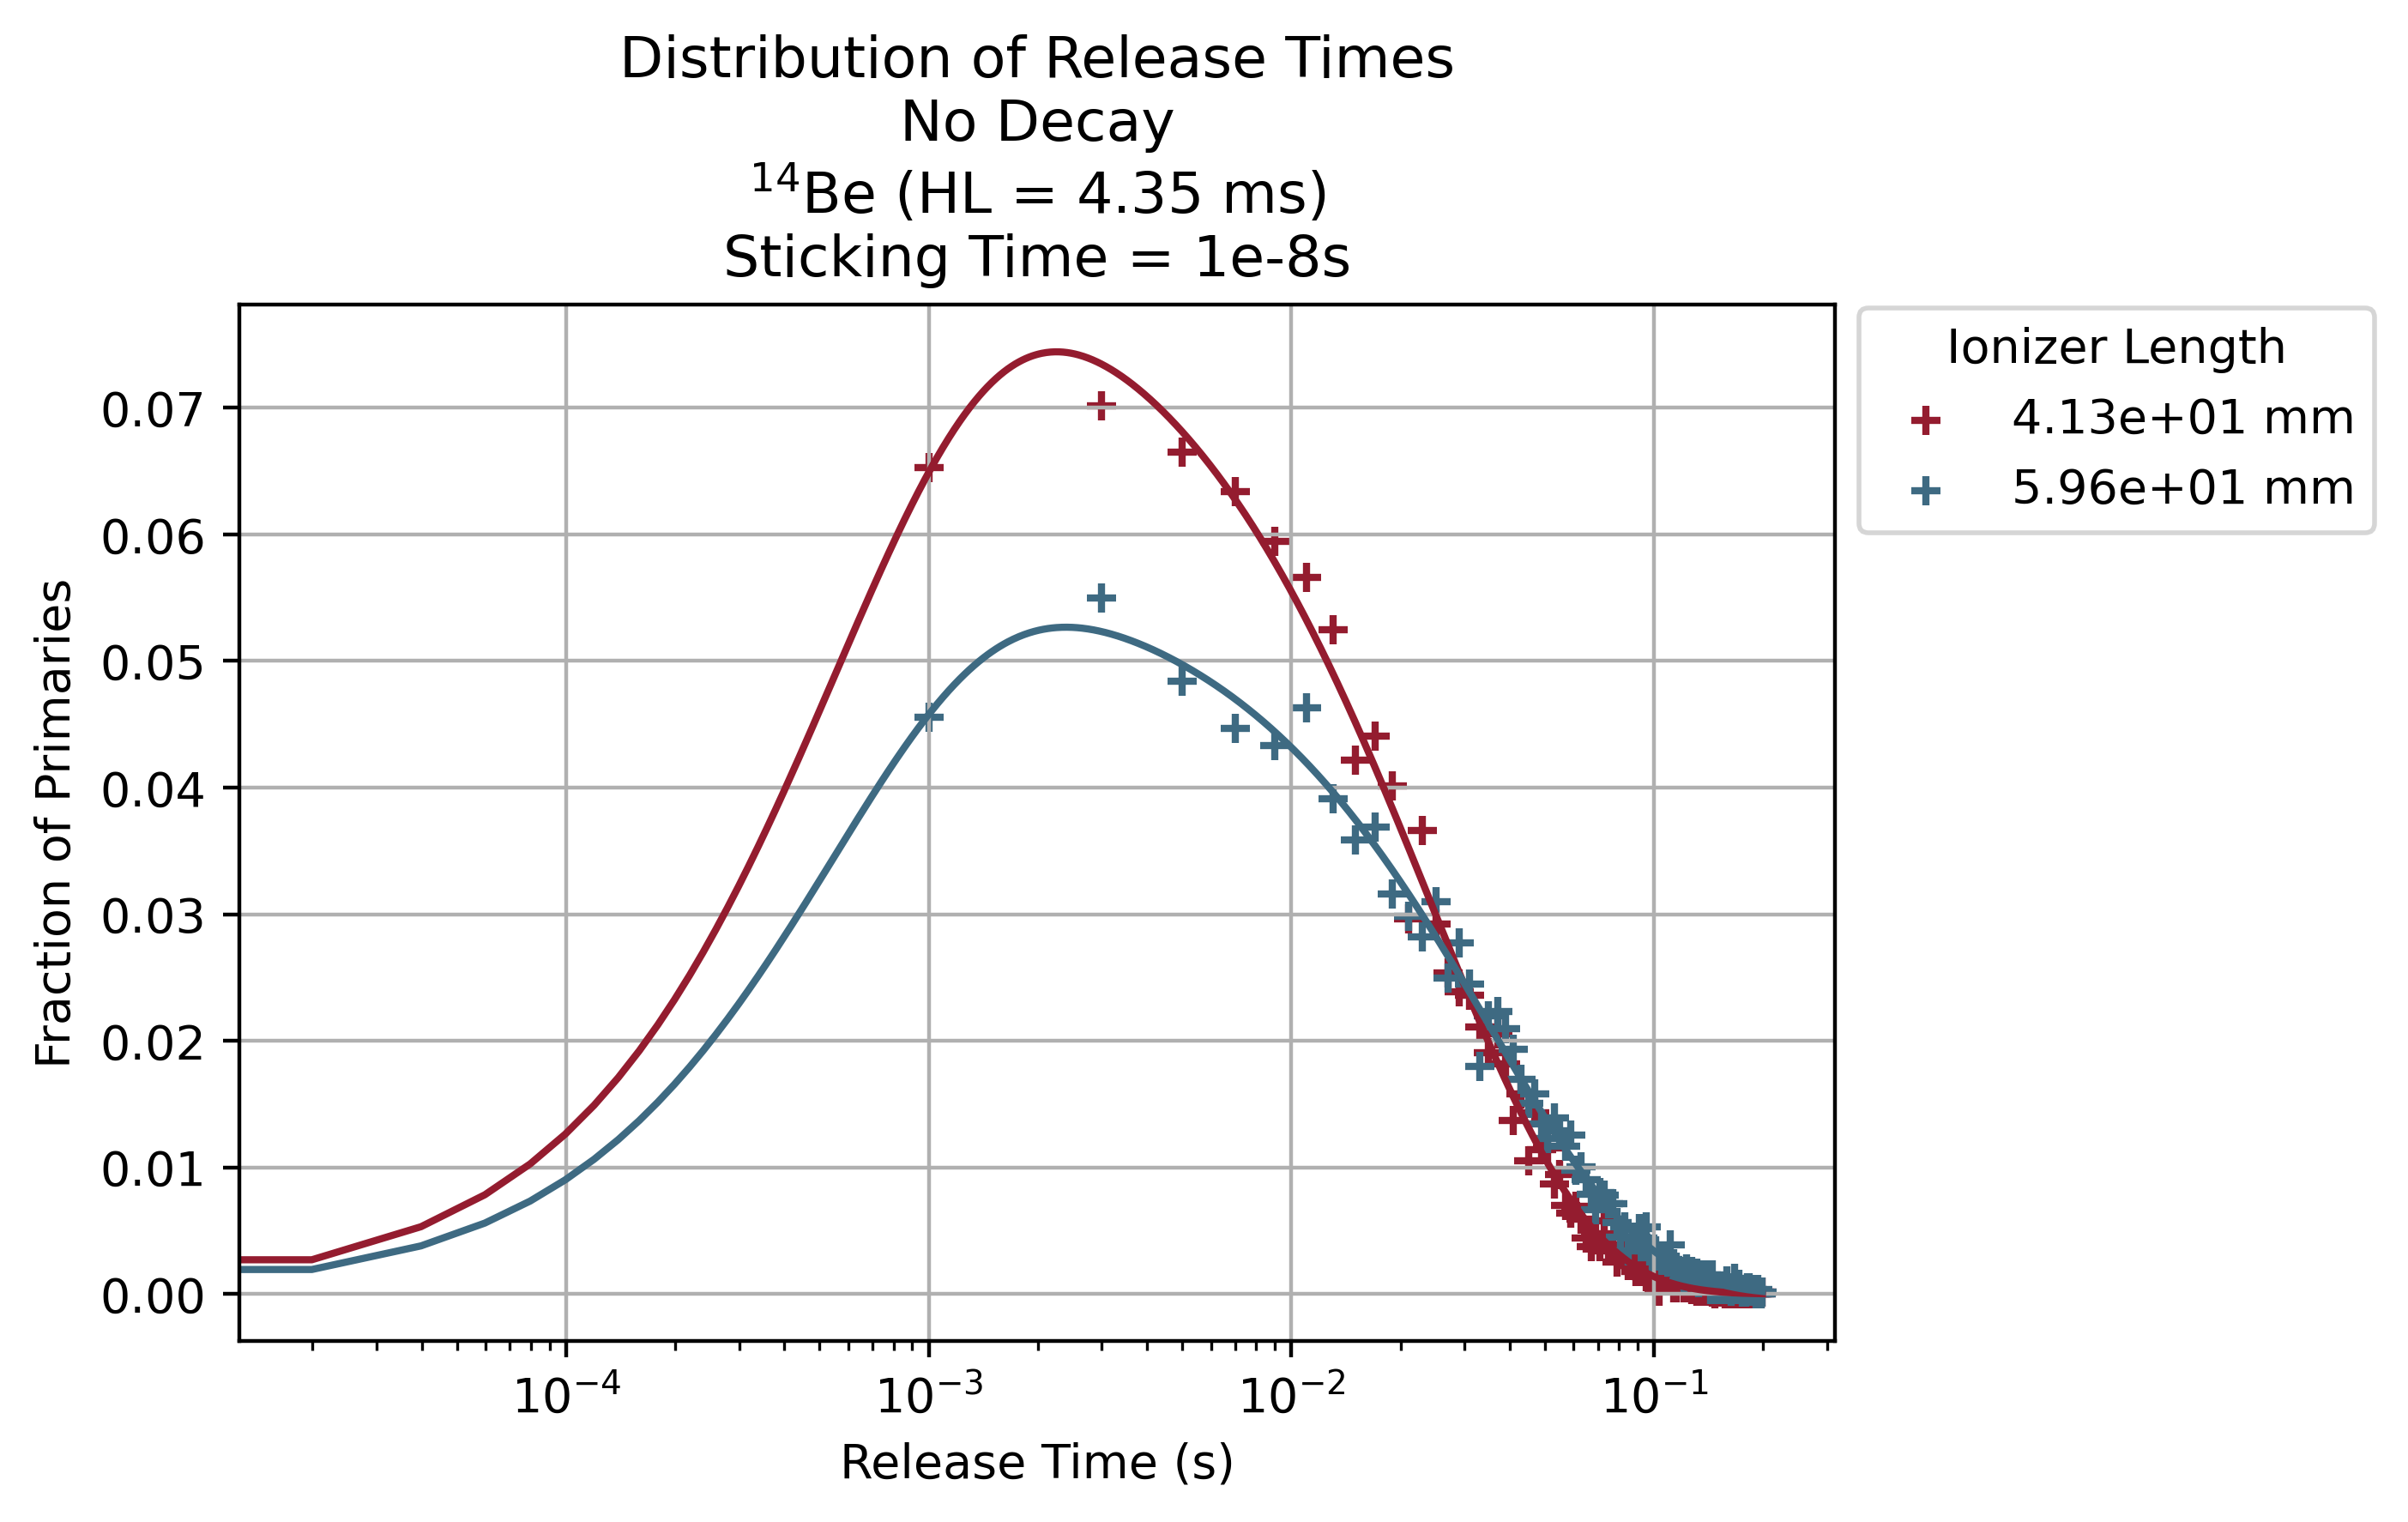 Distribution of Release Times
No Decay
¹⁴Be (HL = 4.35 ms)
Sticking Time = 1e-8s
Ionizer Length
4.13e+01 mm
5.96e+01 mm
Fraction of Primaries
0.07
0.06
0.05
0.04
0.03
0.02
0.01
0.00
10⁻⁴ 10⁻³ 10⁻² 10⁻¹
Release Time (s)